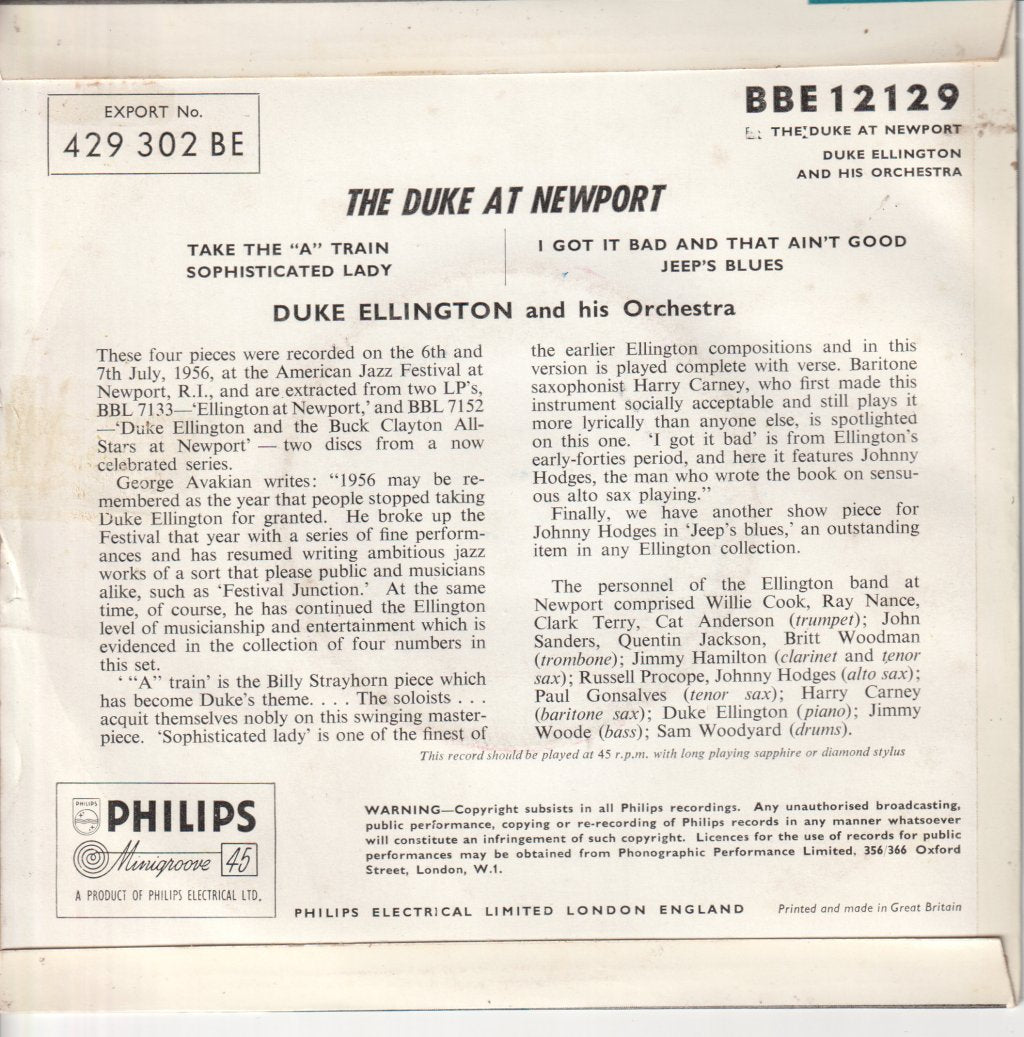 EXPORT No.
429 302 BE
BBE 12129
THE DUKE AT NEWPORT
DUKE ELLINGTON
AND HIS ORCHESTRA
THE DUKE AT NEWPORT
TAKE THE “A” TRAIN
SOPHISTICATED LADY
I GOT IT BAD AND THAT AIN'T GOOD
JEEP'S BLUES
DUKE ELLINGTON and his Orchestra
These four pieces were recorded on the 6th and
7th July, 1956, at the American Jazz Festival at
Newport, R.I., and are extracted from two LP's,
BBL 7133—‘Ellington at Newport,’ and BBL 7152
—‘Duke Ellington and the Buck Clayton All-
Stars at Newport’ — two discs from a now
celebrated series.
George Avakian writes: “1956 may be re-
membered as the year that people stopped taking
Duke Ellington for granted. He broke up the
Festival that year with a series of fine perform-
ances and has resumed writing ambitious jazz
works of a sort that please public and musicians
alike, such as ‘Festival Junction.’ At the same
time, of course, he has continued the Ellington
level of musicianship and entertainment which is
evidenced in the collection of four numbers in
this set.
‘ “A” train’ is the Billy Strayhorn piece which
has become Duke's theme. . . . The soloists . . .
acquit themselves nobly on this swinging master-
piece. ‘Sophisticated lady’ is one of the finest of
the earlier Ellington compositions and in this
version is played complete with verse. Baritone
saxophonist Harry Carney, who first made this
instrument socially acceptable and still plays it
more lyrically than anyone else, is spotlighted
on this one. ‘I got it bad’ is from Ellington's
early-forties period, and here it features Johnny
Hodges, the man who wrote the book on sensu-
ous alto sax playing.”
Finally, we have another show piece for
Johnny Hodges in ‘Jeep's blues,’ an outstanding
item in any Ellington collection.
The personnel of the Ellington band at
Newport comprised Willie Cook, Ray Nance,
Clark Terry, Cat Anderson (trumpet); John
Sanders, Quentin Jackson, Britt Woodman
(trombone); Jimmy Hamilton (clarinet and tenor
sax); Russell Procope, Johnny Hodges (alto sax);
Paul Gonsalves (tenor sax); Harry Carney
(baritone sax); Duke Ellington (piano); Jimmy
Woode (bass); Sam Woodyard (drums).
This record should be played at 45 r.p.m. with long playing sapphire or diamond stylus
PHILIPS
PHILIPS
Minigroove 45
A PRODUCT OF PHILIPS ELECTRICAL LTD.
WARNING—Copyright subsists in all Philips recordings. Any unauthorised broadcasting,
public performance, copying or re-recording of Philips records in any manner whatsoever
will constitute an infringement of such copyright. Licences for the use of records for public
performances may be obtained from Phonographic Performance Limited, 356/366 Oxford
Street, London, W.1.
PHILIPS ELECTRICAL LIMITED LONDON ENGLAND
Printed and made in Great Britain